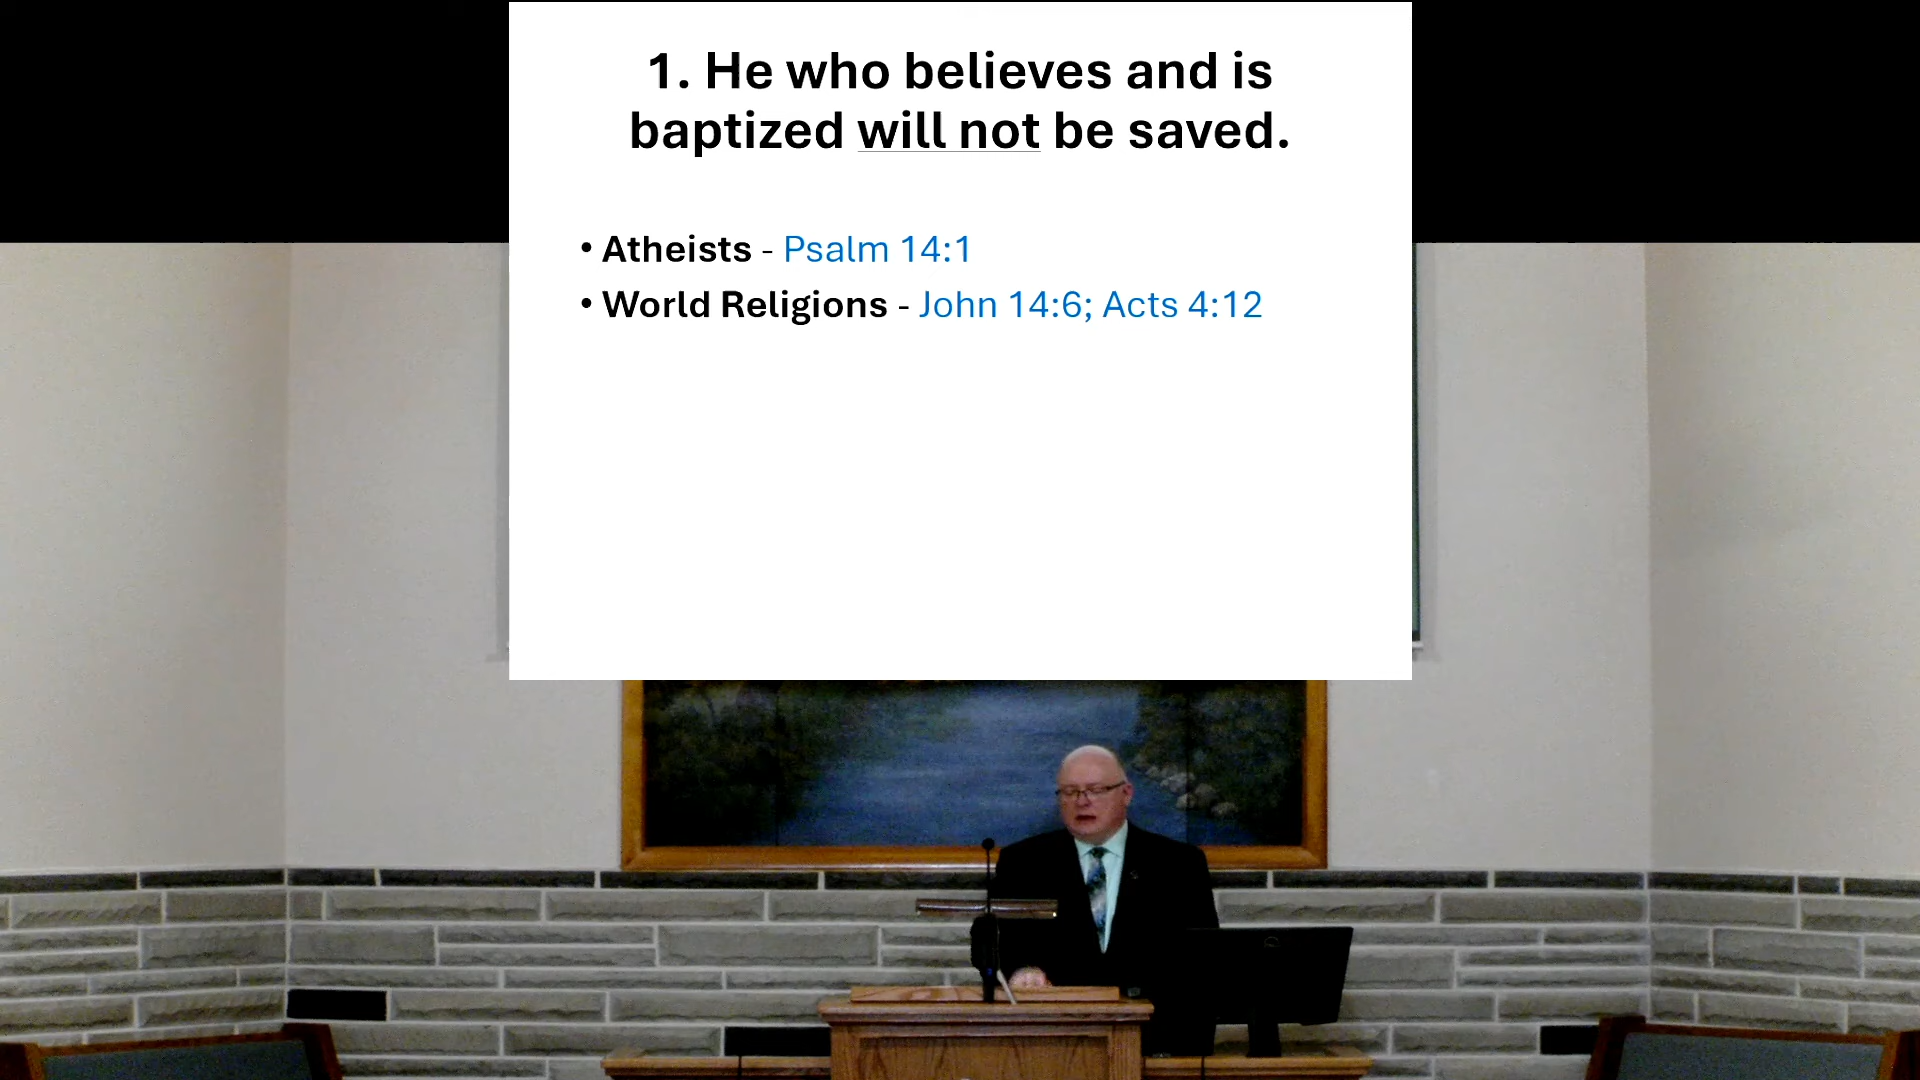 1. He who believes and is
baptized will not be saved.
• Atheists - Psalm 14:1
• World Religions - John 14:6; Acts 4:12